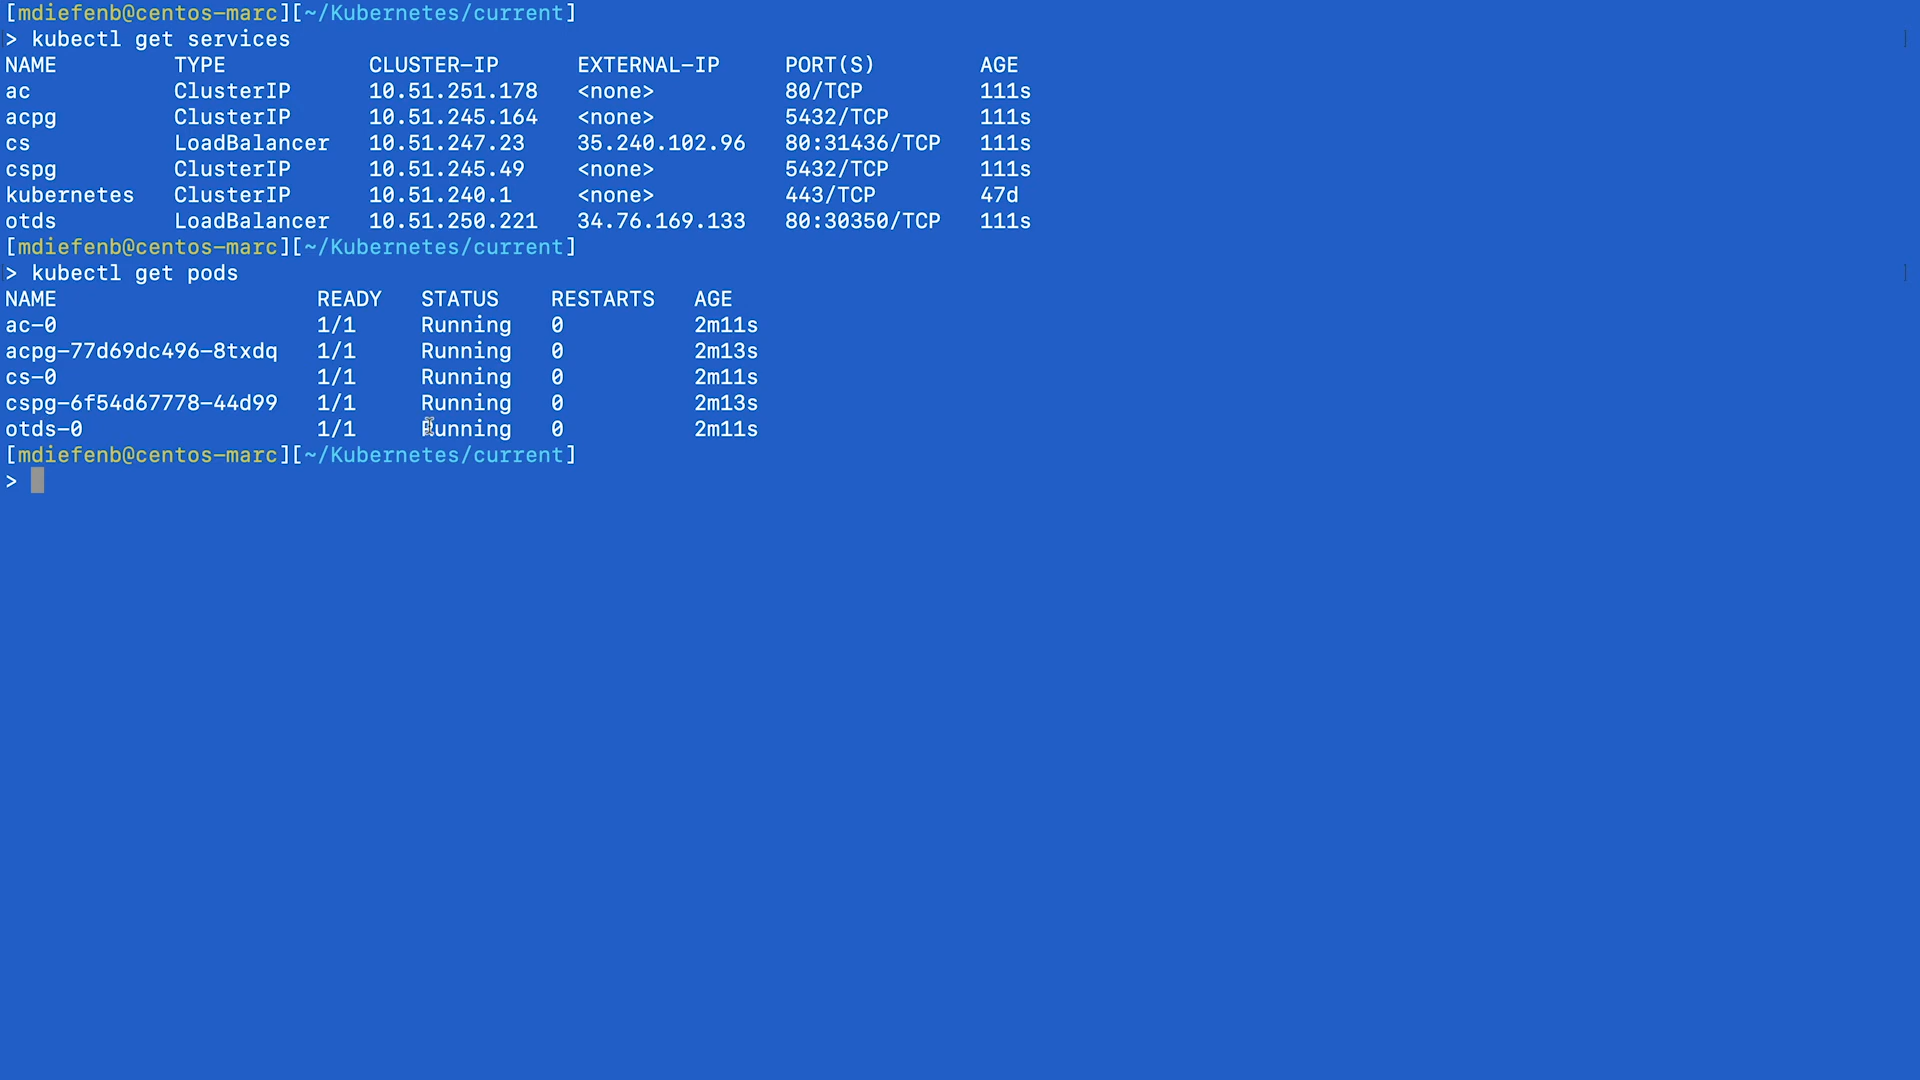 [mdiefenb@centos-marc][~/Kubernetes/current]
> kubectl get services
NAME TYPE CLUSTER-IP EXTERNAL-IP PORT(S) AGE
ac ClusterIP 10.51.251.178 <none> 80/TCP 111s
acpg ClusterIP 10.51.245.164 <none> 5432/TCP 111s
cs LoadBalancer 10.51.247.23 35.240.102.96 80:31436/TCP 111s
cspg ClusterIP 10.51.245.49 <none> 5432/TCP 111s
kubernetes ClusterIP 10.51.240.1 <none> 443/TCP 47d
otds LoadBalancer 10.51.250.221 34.76.169.133 80:30350/TCP 111s
[mdiefenb@centos-marc][~/Kubernetes/current]
> kubectl get pods
NAME READY STATUS RESTARTS AGE
ac-0 1/1 Running 0 2m11s
acpg-77d69dc496-8txdq 1/1 Running 0 2m13s
cs-0 1/1 Running 0 2m11s
cspg-6f54d67778-44d99 1/1 Running 0 2m13s
otds-0 1/1 Running 0 2m11s
[mdiefenb@centos-marc][~/Kubernetes/current]
>